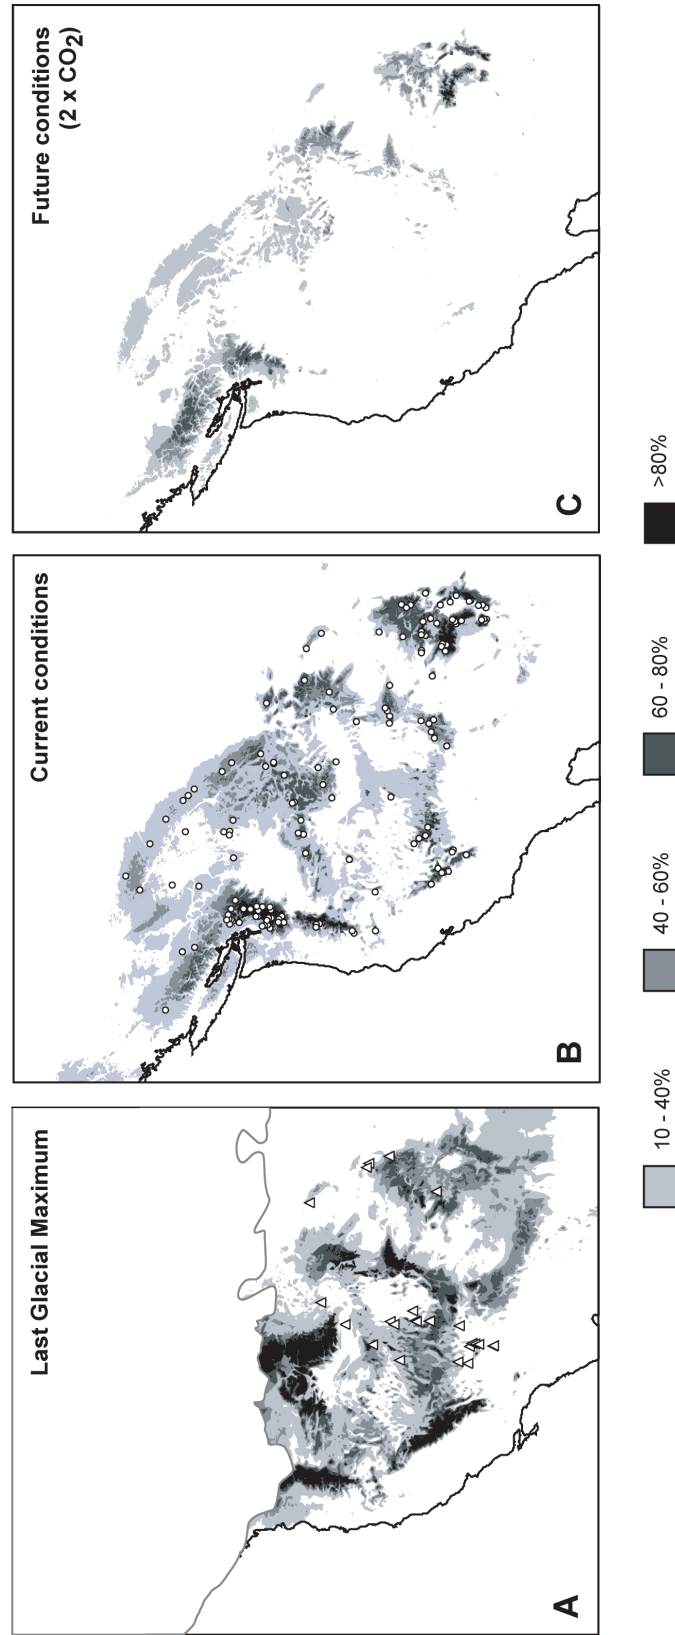 Last Glacial Maximum
A
Current conditions
B
Future conditions
(2 x CO2)
C
10 - 40%
40 - 60%
60 - 80%
>80%